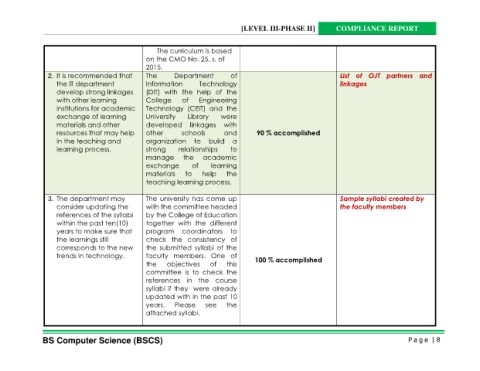 [LEVEL III-PHASE II] COMPLIANCE REPORT
The curriculum is based
on the CMO No. 25, s. of
2015.
2. It is recommended that
the IT department
develop strong linkages
with other learning
institutions for academic
exchange of learning
materials and other
resources that may help
in the teaching and
learning process.
The Department of
Information Technology
(DIT) with the help of the
College of Engineering
Technology (CEIT) and the
University Library were
developed linkages with
other schools and
organization to build a
strong relationships to
manage the academic
exchange of learning
materials to help the
teaching learning process.
90 % accomplished
List of OJT partners and
linkages
3. The department may
consider updating the
references of the syllabi
within the past ten(10)
years to make sure that
the learnings still
corresponds to the new
trends in technology.
The university has come up
with the committee headed
by the College of Education
together with the different
program coordinators to
check the consistency of
the submitted syllabi of the
faculty members. One of
the objectives of this
committee is to check the
references in the course
syllabi if they were already
updated with in the past 10
years. Please see the
attached syllabi.
100 % accomplished
Sample syllabi created by
the faculty members
BS Computer Science (BSCS)
Page | 8